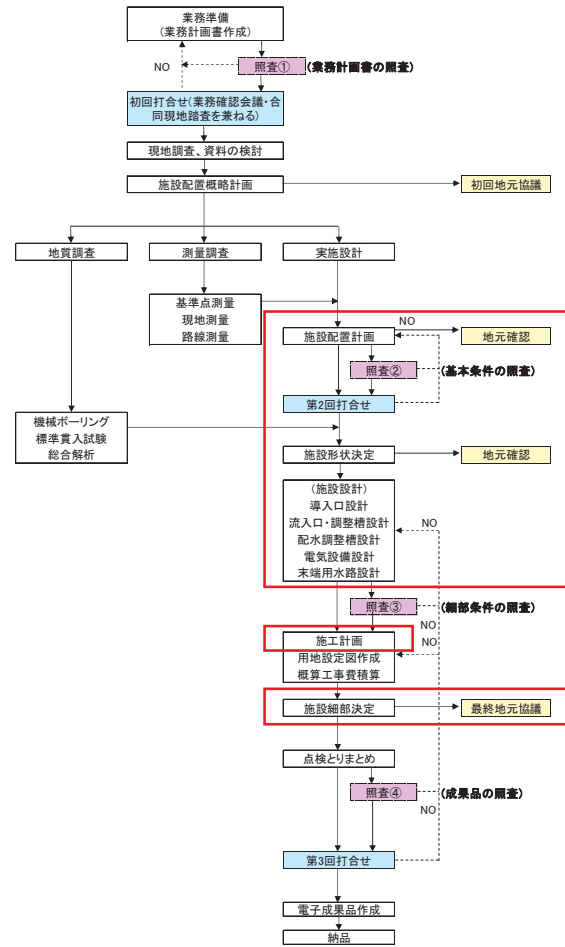 業務準備
(業務計画書作成)
NO
照査①
(業務計画書の照査)
初回打合せ(業務確認会議・合
同現地踏査を兼ねる)
現地調査、資料の検討
施設配置概略計画
初回地元協議
地質調査
測量調査
実施設計
基準点測量
現地測量
路線測量
NO
施設配置計画
地元確認
照査②
(基本条件の照査)
第2回打合せ
機械ボーリング
標準貫入試験
総合解析
施設形状決定
地元確認
(施設設計)
導入口設計
流入口・調整槽設計
配水調整槽設計
電気設備設計
末端用水路設計
NO
照査③
(細部条件の照査)
NO
施工計画
NO
用地設定図作成
概算工事費積算
施設細部決定
最終地元協議
点検とりまとめ
照査④
(成果品の照査)
NO
第3回打合せ
電子成果品作成
納品